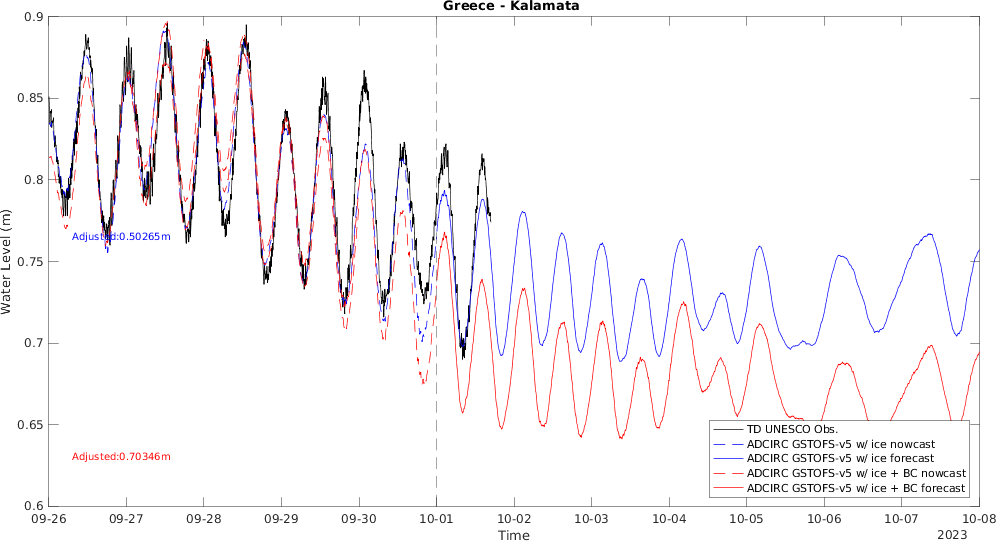 Greece - Kalamata
Water Level (m)
0.9
0.85
0.8
0.75
0.7
0.65
0.6
Adjusted:0.50265m
Adjusted:0.70346m
TD UNESCO Obs.
ADCIRC GSTOFS-v5 w/ ice nowcast
ADCIRC GSTOFS-v5 w/ ice forecast
ADCIRC GSTOFS-v5 w/ ice + BC nowcast
ADCIRC GSTOFS-v5 w/ ice + BC forecast
09-26 09-27 09-28 09-29 09-30 10-01 10-02 10-03 10-04 10-05 10-06 10-07 10-08
Time
2023